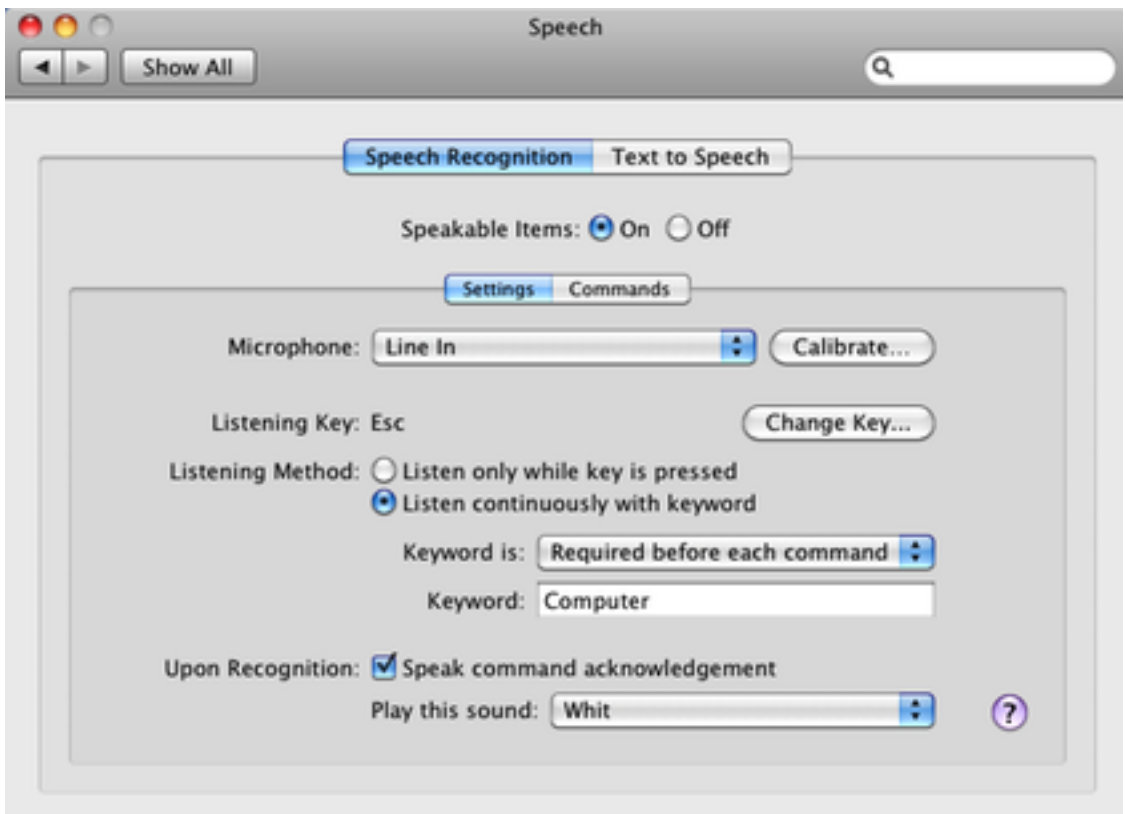 Speech
Show All
Speech Recognition Text to Speech
Speakable Items: On Off
Settings Commands
Microphone: Line In Calibrate...
Listening Key: Esc Change Key...
Listening Method: Listen only while key is pressed
Listen continuously with keyword
Keyword is: Required before each command
Keyword: Computer
Upon Recognition: Speak command acknowledgement
Play this sound: Whit ?